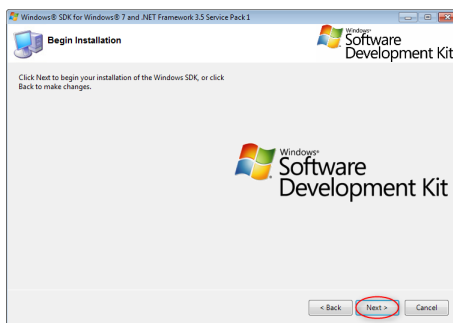 Windows® SDK for Windows® 7 and .NET Framework 3.5 Service Pack 1
Begin Installation
Windows®
Software
Development Kit
Click Next to begin your installation of the Windows SDK, or click
Back to make changes.
Windows®
Software
Development Kit
< Back Next > Cancel